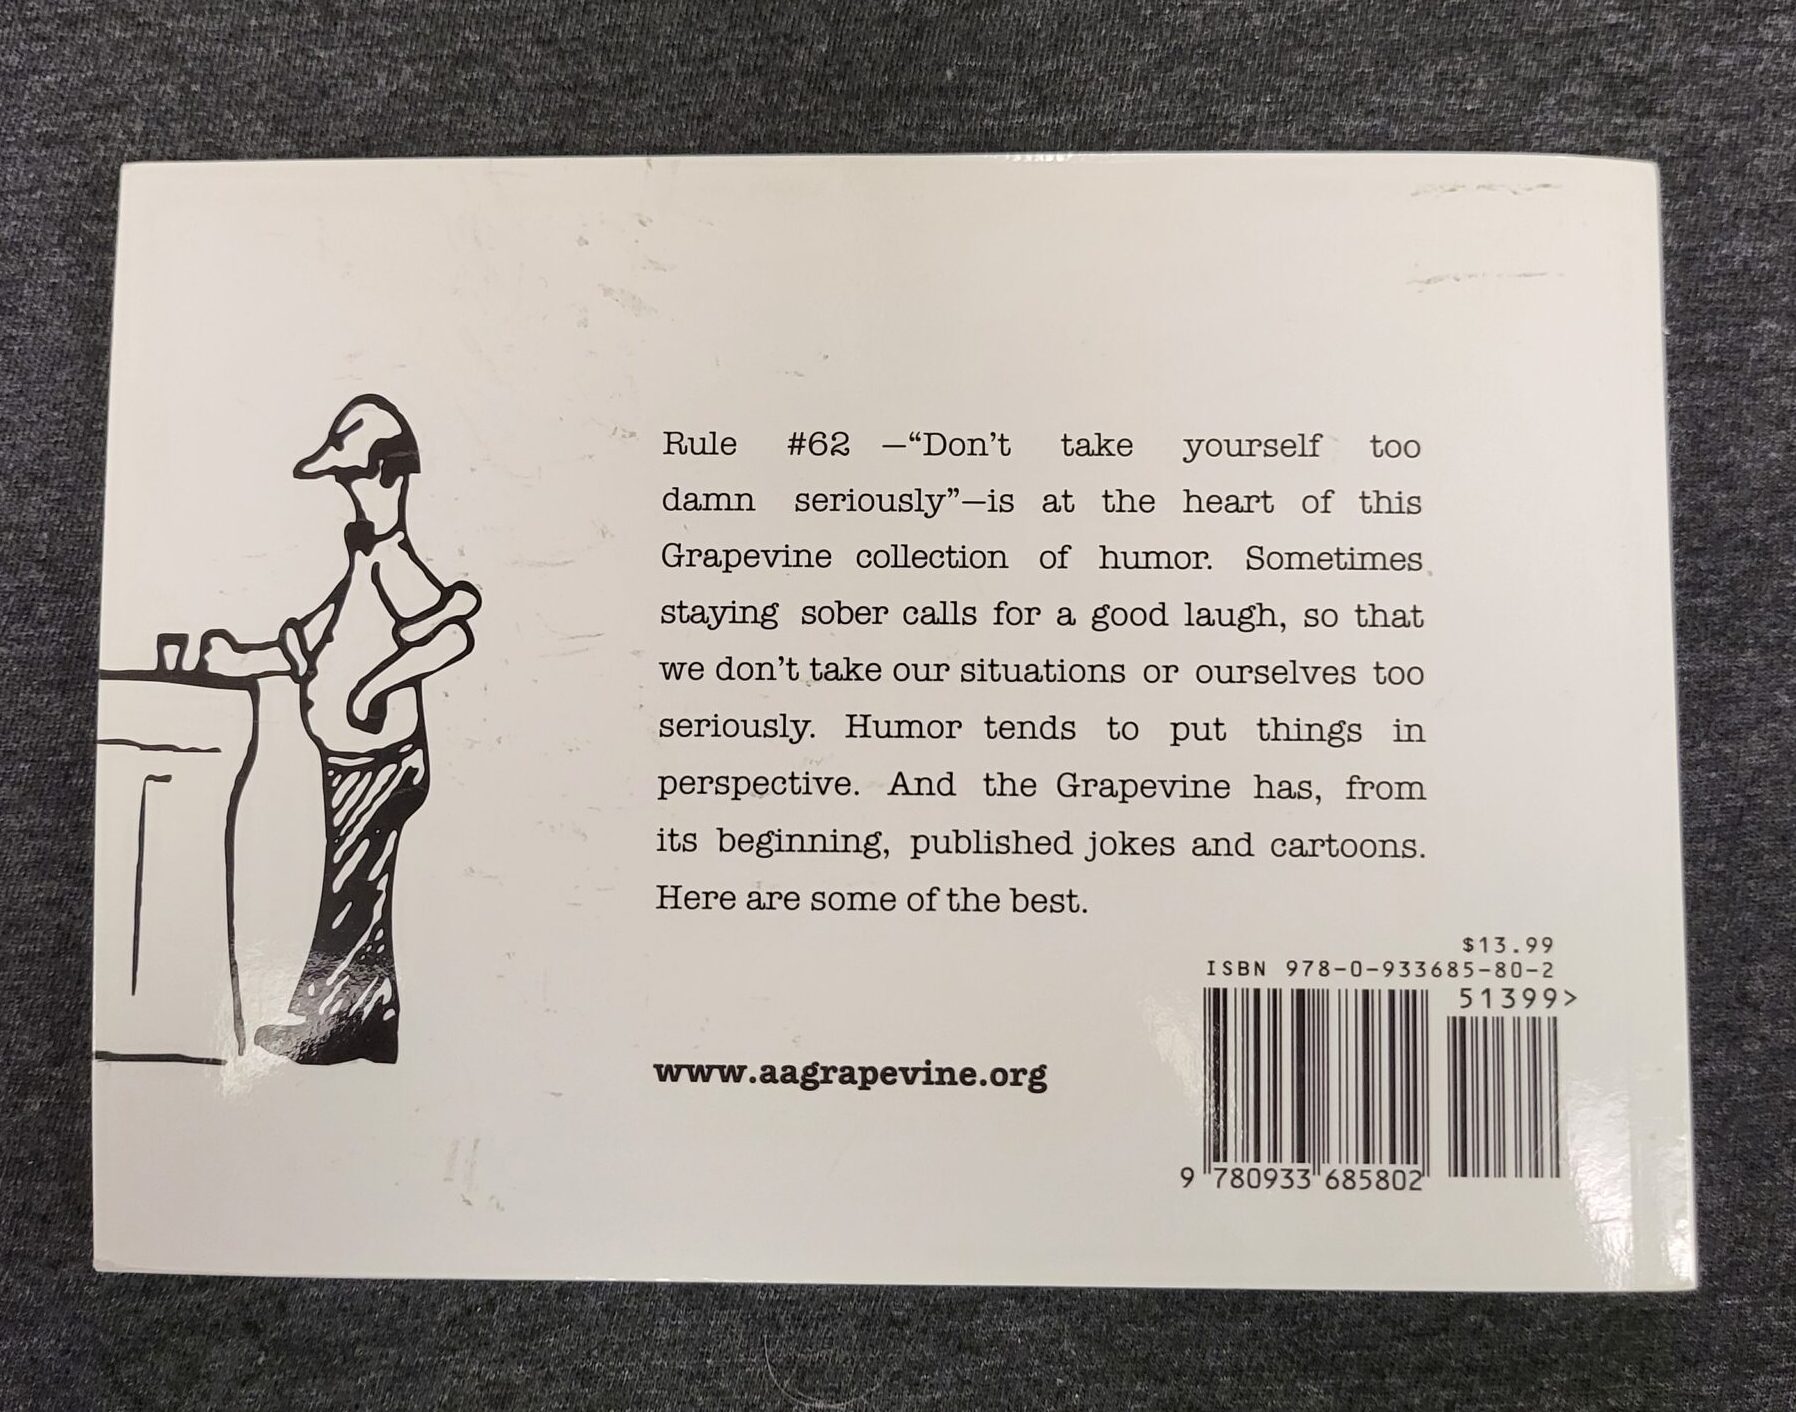 Rule #62 —“Don’t take yourself too
damn seriously”—is at the heart of this
Grapevine collection of humor. Sometimes
staying sober calls for a good laugh, so that
we don’t take our situations or ourselves too
seriously. Humor tends to put things in
perspective. And the Grapevine has, from
its beginning, published jokes and cartoons.
Here are some of the best.
www.aagrapevine.org
$13.99
ISBN 978-0-933685-80-2
51399>
9 780933 685802